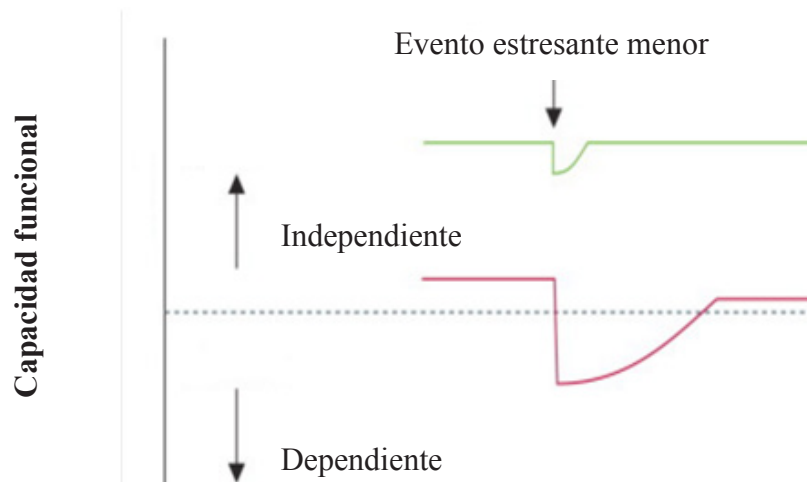 Evento estresante menor
Capacidad funcional
Independiente
Dependiente